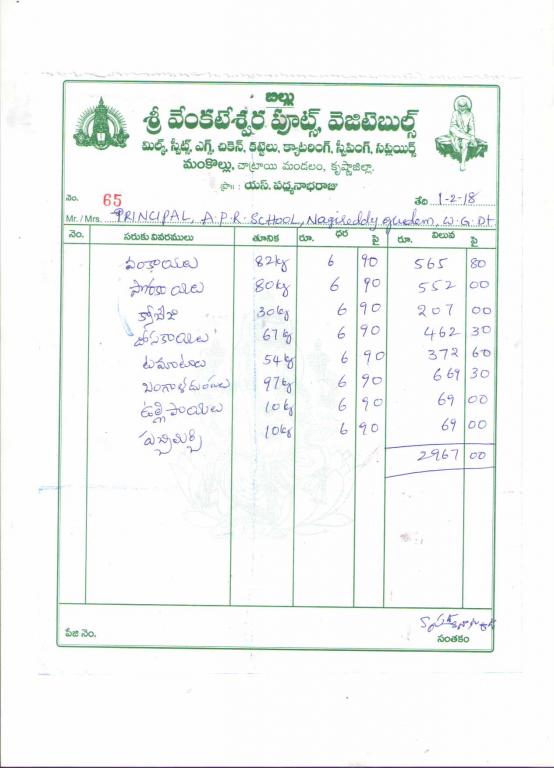 బిల్లు
శ్రీ వేంకటేశ్వర ఫ్రూట్స్, వెజిటెబుల్స్
మిల్క్, స్వీట్స్, ఎగ్స్, చికెన్, కట్టెలు, క్యాటరింగ్, స్వీపింగ్, సప్లయిర్స్
మంకొల్లు, చాట్రాయి మండలం, కృష్ణాజిల్లా.
ప్రొ॥ : యస్. పద్మనాభరాజు
నెం. 65 తేది 1-2-18
Mr. / Mrs. PRINCIPAL, A.P.R. SCHOOL, Nagireddy gudem, W.G.Dt.
నెం. సరుకు వివరములు తూనిక రూ. ధర పై రూ. విలువ పై
వంకాయలు 82kg 6 90 565 80
దోసకాయలు 80kg 6 90 552 00
క్యాబేజి 30kg 6 90 207 00
బీరకాయలు 67kg 6 90 462 30
టమాటాలు 54kg 6 90 372 60
బంగాళదుంపలు 97kg 6 90 669 30
ఉల్లిపాయలు 10kg 6 90 69 00
పచ్చిమిర్చి 10kg 6 90 69 00
2967 00
పేజి నెం.
సంతకం